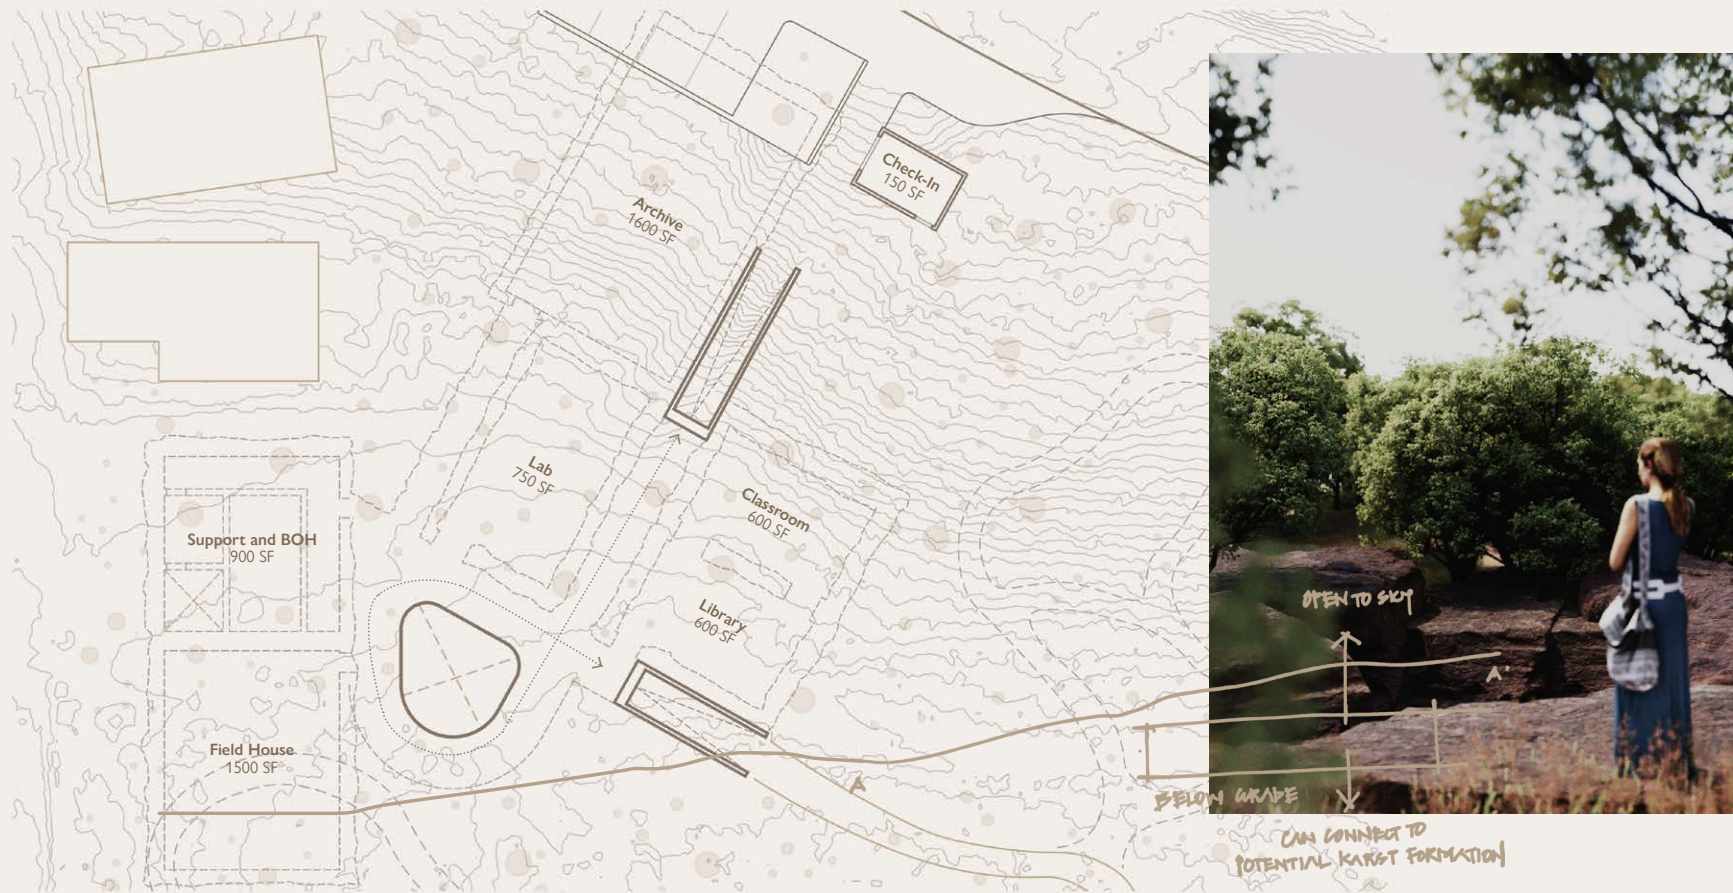 Check-In
150 SF
Archive
1600 SF
Lab
750 SF
Classroom
600 SF
Support and BOH
900 SF
Library
600 SF
Field House
1500 SF
OPEN TO SKY
A'
A
BELOW GRADE
CAN CONNECT TO
POTENTIAL KARST FORMATION